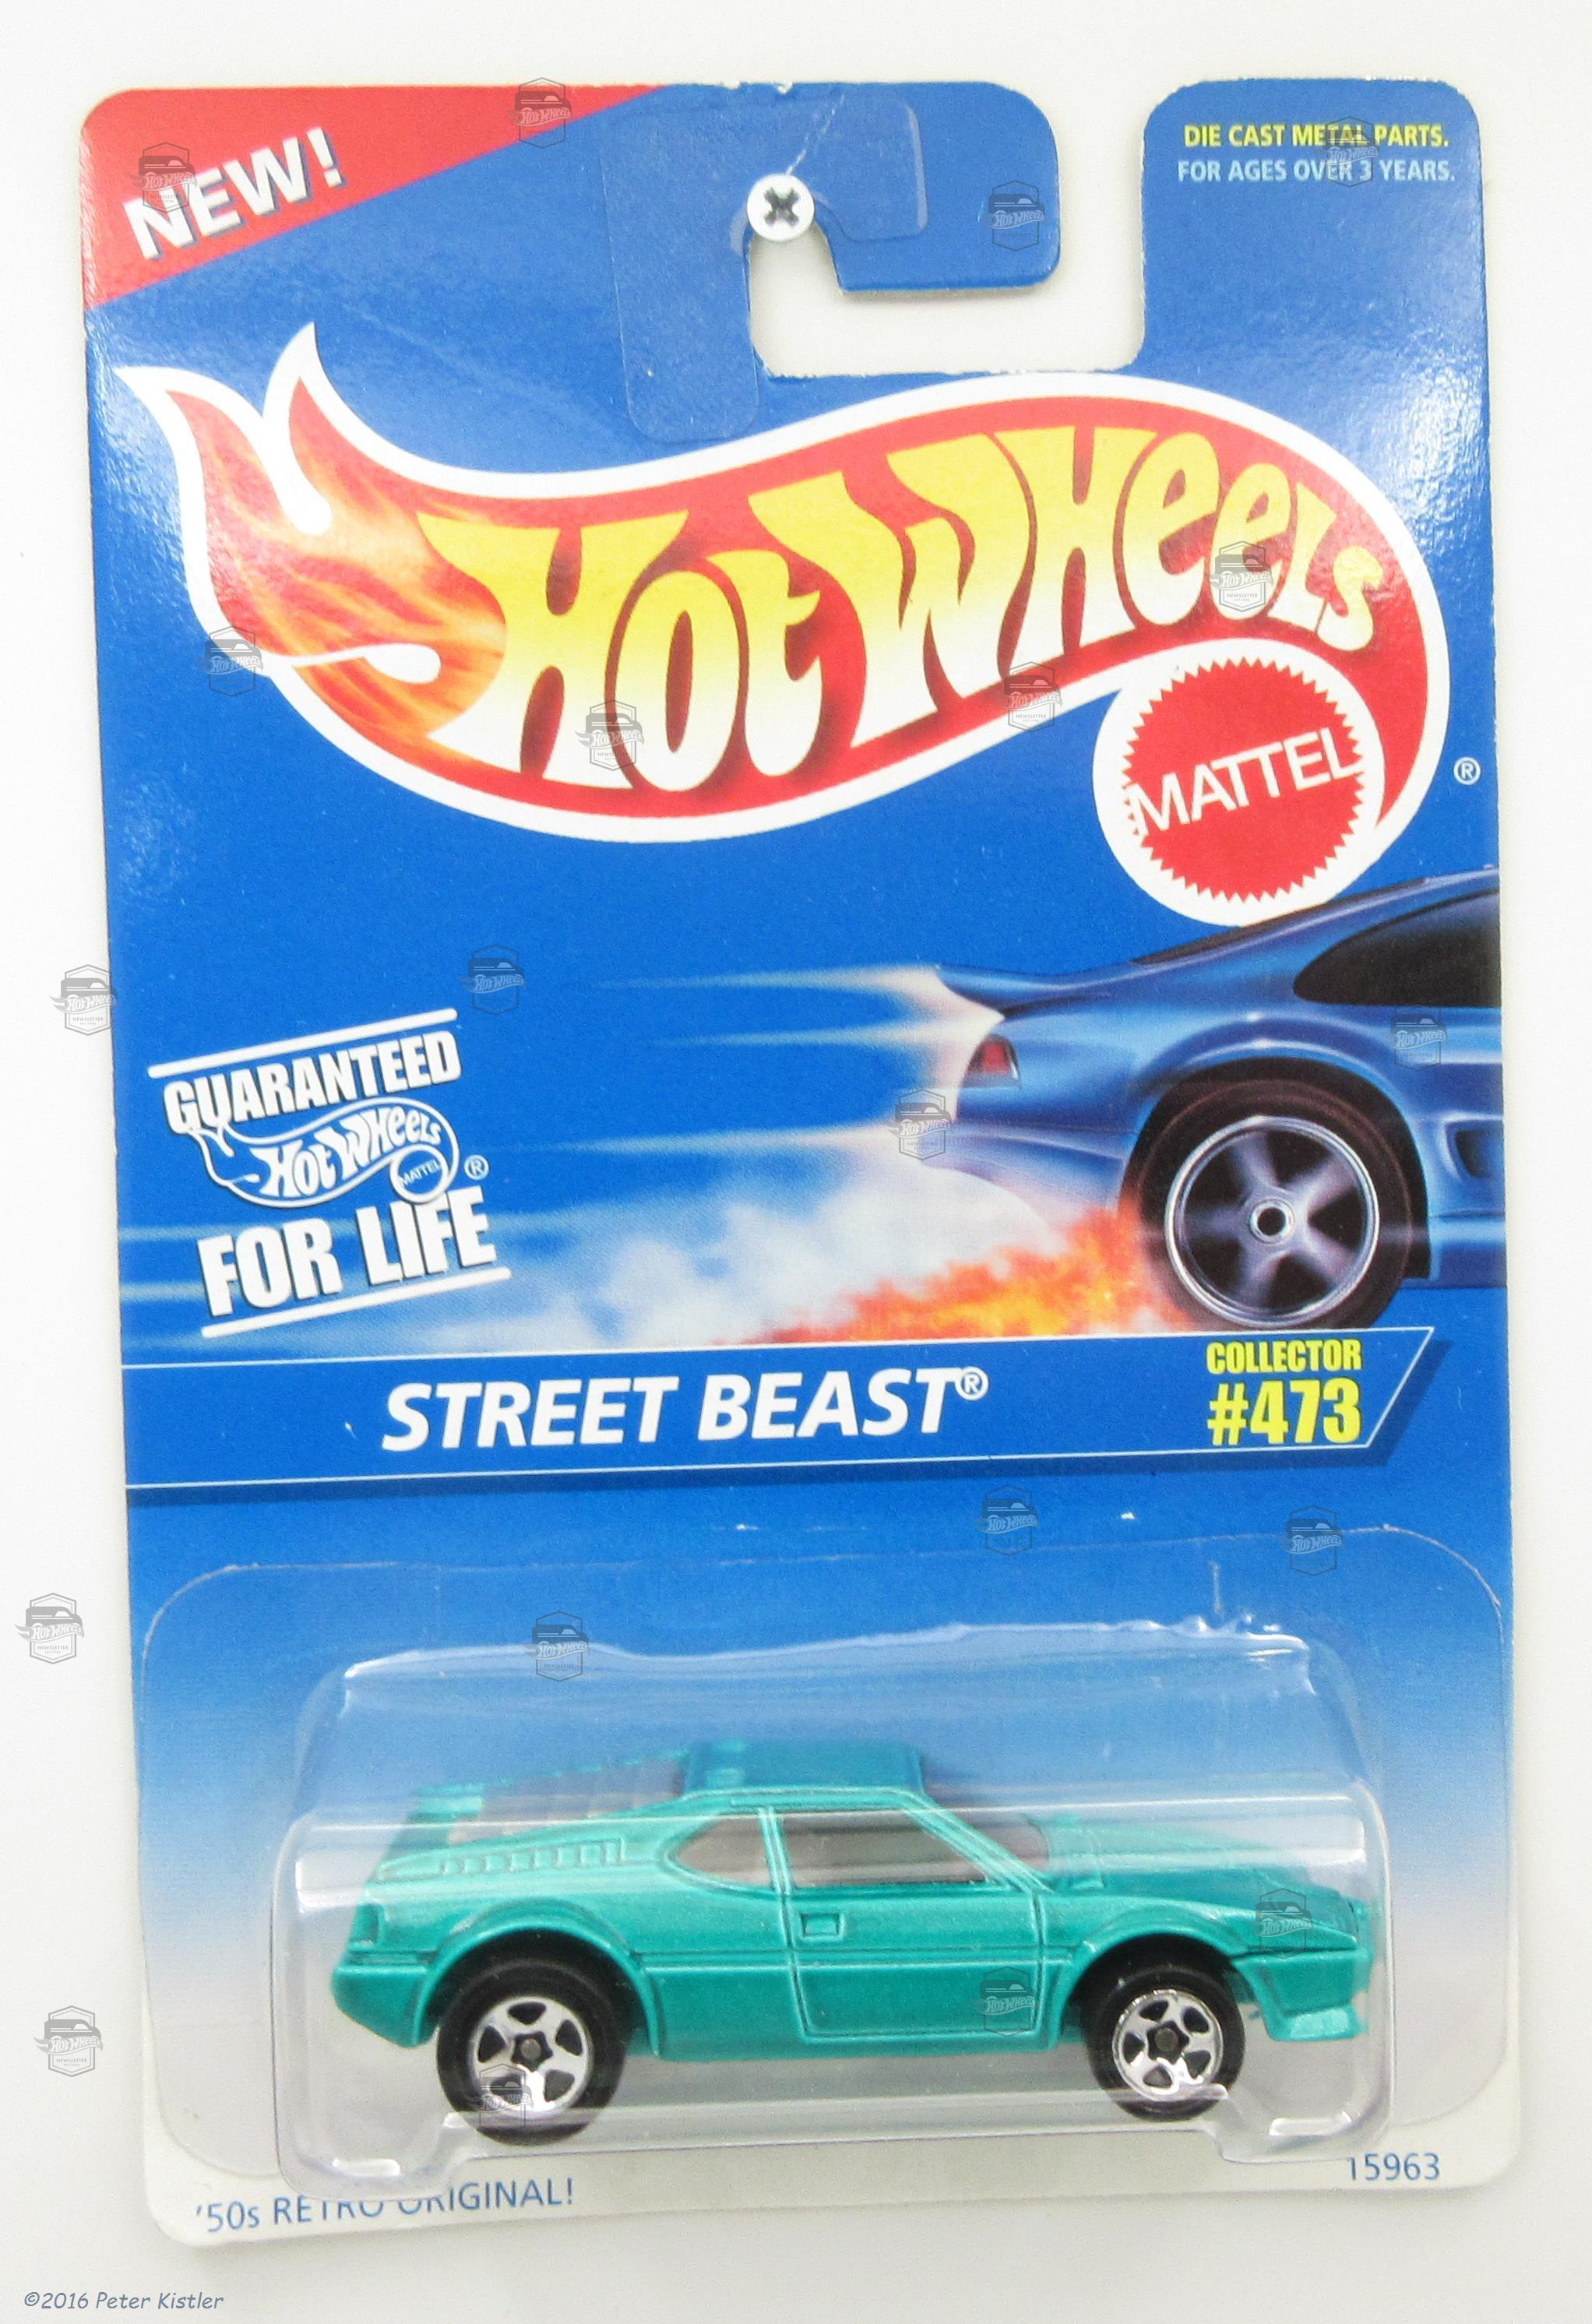 NEW!
DIE CAST METAL PARTS.
FOR AGES OVER 3 YEARS.
HOT WHEELS
MATTEL
®
GUARANTEED
HOT WHEELS
MATTEL
®
FOR LIFE
STREET BEAST®
COLLECTOR
#473
'50s RETRO ORIGINAL!
15963
©2016 Peter Kistler